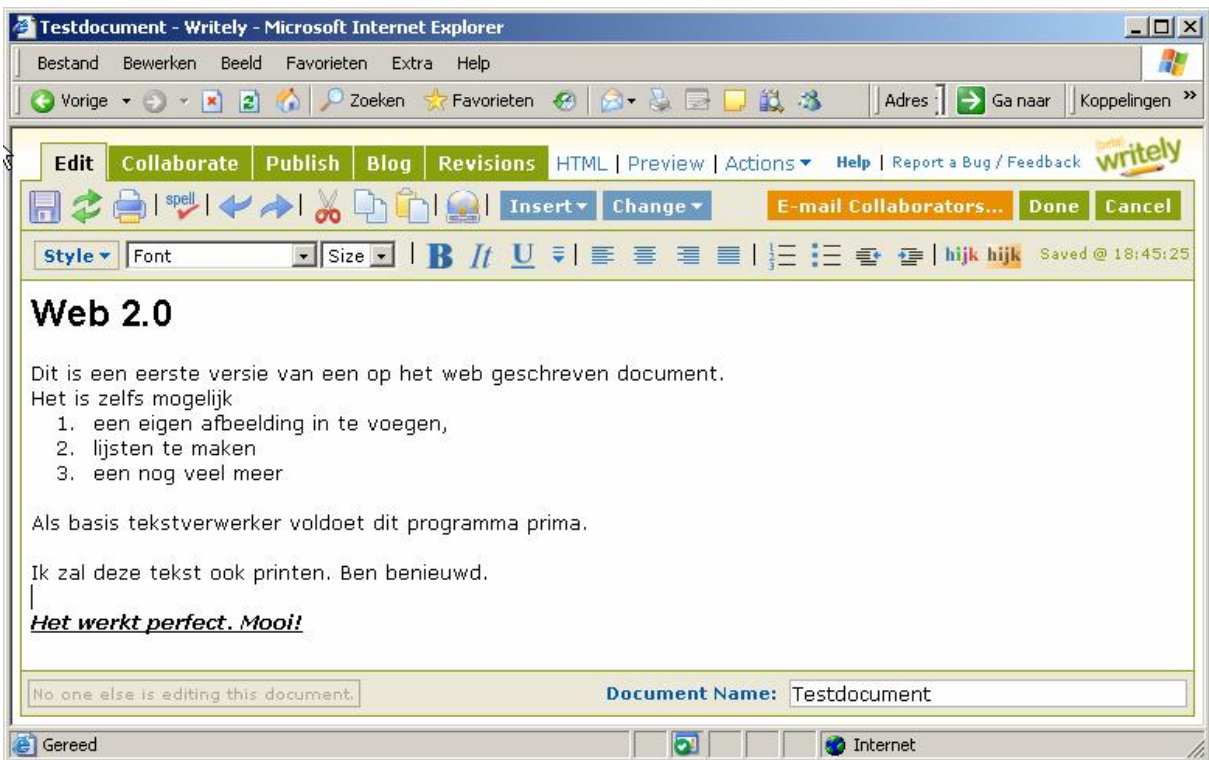 Testdocument - Writely - Microsoft Internet Explorer
Bestand Bewerken Beeld Favorieten Extra Help
Vorige Zoeken Favorieten Adres Ga naar Koppelingen »
Edit Collaborate Publish Blog Revisions HTML | Preview | Actions Help | Report a Bug / Feedback writely
spell Insert Change E-mail Collaborators... Done Cancel
Style Font Size B It U hijk hijk Saved @ 18:45:25
Web 2.0
Dit is een eerste versie van een op het web geschreven document.
Het is zelfs mogelijk
1. een eigen afbeelding in te voegen,
2. lijsten te maken
3. een nog veel meer
Als basis tekstverwerker voldoet dit programma prima.
Ik zal deze tekst ook printen. Ben benieuwd.
Het werkt perfect. Mooi!
No one else is editing this document. Document Name: Testdocument
Gereed Internet